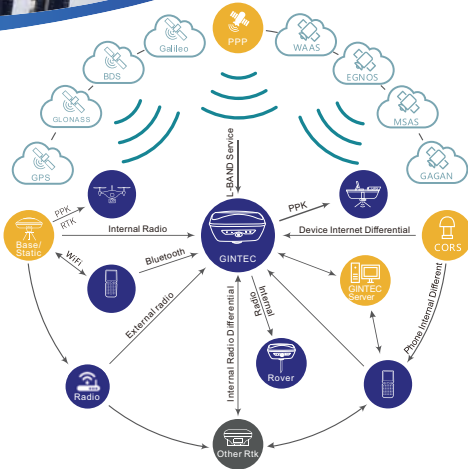 PPP
Galileo
WAAS
BDS
EGNOS
GLONASS
MSAS
GPS
GAGAN
L-BAND Service
PPK
RTK
PPK
Base/
Static
Internal Radio
GINTEC
Device Internet Differential
CORS
WiFi
Bluetooth
External radio
Internal Radio Differential
Internal
Radio
GINTEC
Server
Phone Internal Different
Rover
Radio
Other Rtk